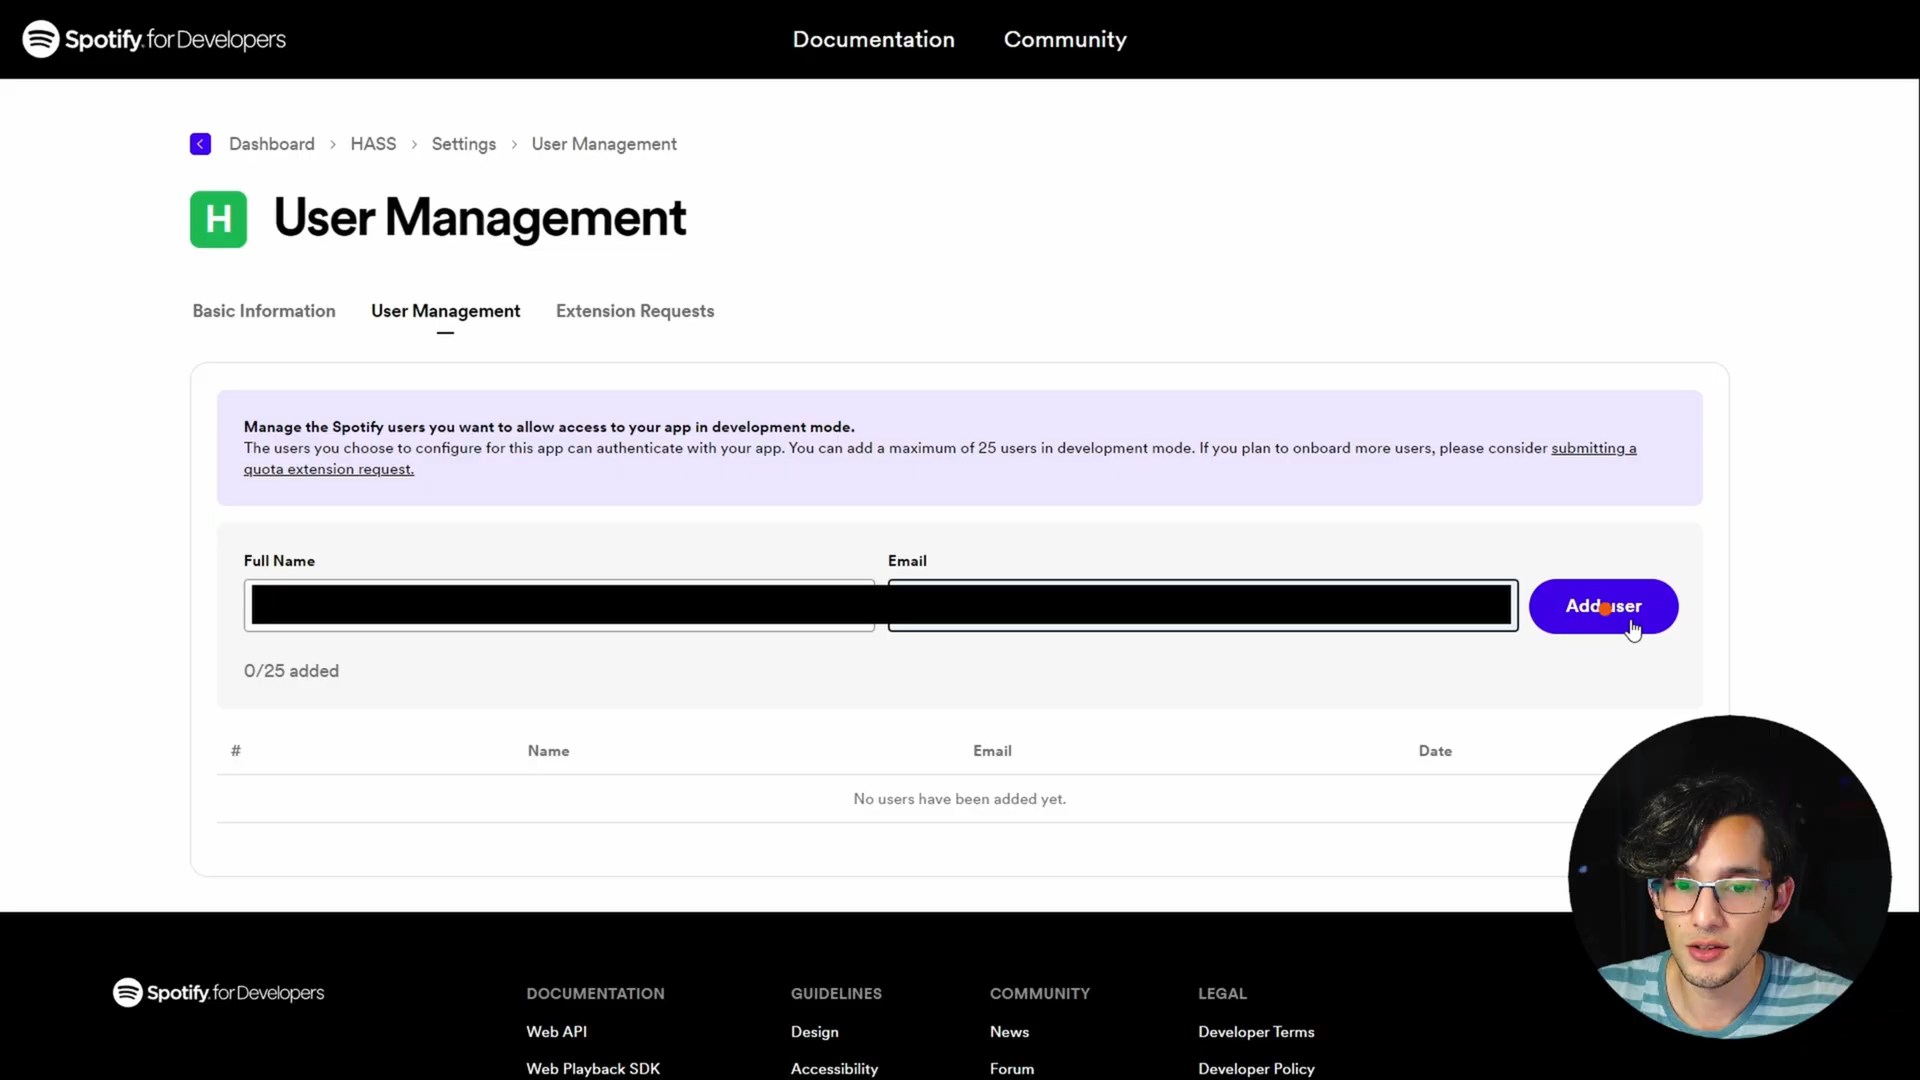 Spotify for Developers
Documentation Community
Dashboard > HASS > Settings > User Management
H User Management
Basic Information User Management Extension Requests
Manage the Spotify users you want to allow access to your app in development mode.
The users you choose to configure for this app can authenticate with your app. You can add a maximum of 25 users in development mode. If you plan to onboard more users, please consider submitting a
quota extension request.
Full Name Email
Add user
0/25 added
# Name Email Date
No users have been added yet.
Spotify for Developers
DOCUMENTATION GUIDELINES COMMUNITY LEGAL
Web API Design News Developer Terms
Web Playback SDK Accessibility Forum Developer Policy